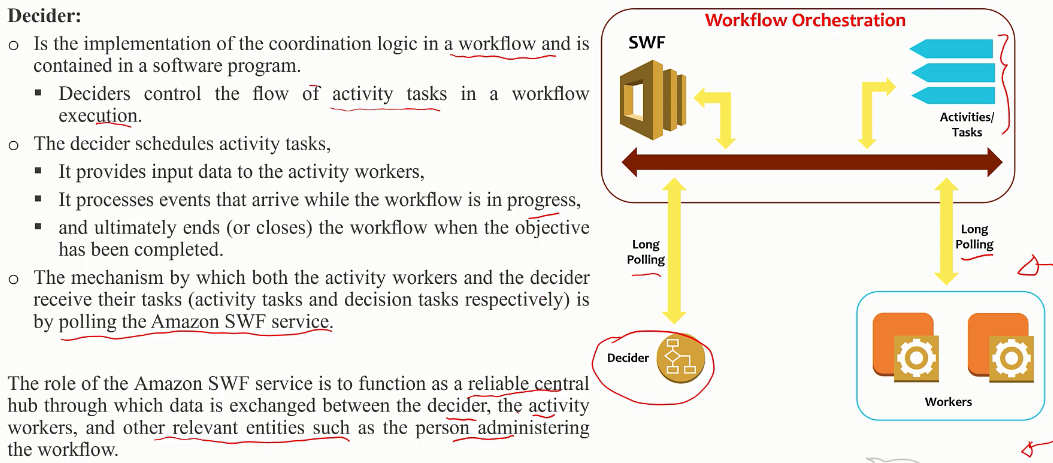 Decider:
o Is the implementation of the coordination logic in a workflow and is
contained in a software program.
▪ Deciders control the flow of activity tasks in a workflow
execution.
o The decider schedules activity tasks,
▪ It provides input data to the activity workers,
▪ It processes events that arrive while the workflow is in progress,
▪ and ultimately ends (or closes) the workflow when the objective
has been completed.
o The mechanism by which both the activity workers and the decider
receive their tasks (activity tasks and decision tasks respectively) is
by polling the Amazon SWF service.
The role of the Amazon SWF service is to function as a reliable central
hub through which data is exchanged between the decider, the activity
workers, and other relevant entities such as the person administering
the workflow.
Workflow Orchestration
SWF
Activities/
Tasks
Long
Polling
Long
Polling
Decider
Workers